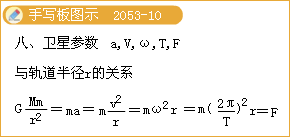 手写板图示 2053-10
八、卫星参数 a,V,ω,T,F
与轨道半径r的关系
G Mm/r² = ma = m v²/r = mω²r = m(2π/T)²r = F